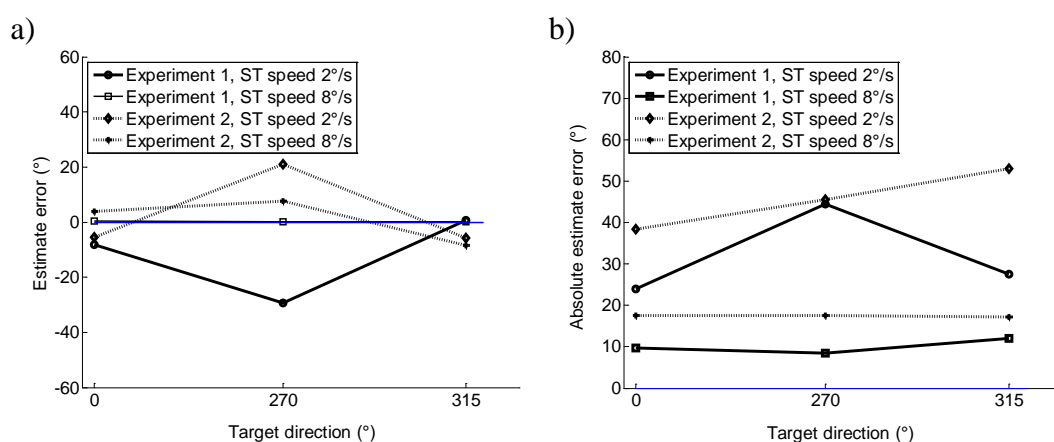 a)
60
40
20
0
-20
-40
-60
Estimate error (°)
Experiment 1, ST speed 2°/s
Experiment 1, ST speed 8°/s
Experiment 2, ST speed 2°/s
Experiment 2, ST speed 8°/s
0 270 315
Target direction (°)
b)
80
70
60
50
40
30
20
10
0
Absolute estimate error (°)
Experiment 1, ST speed 2°/s
Experiment 1, ST speed 8°/s
Experiment 2, ST speed 2°/s
Experiment 2, ST speed 8°/s
0 270 315
Target direction (°)